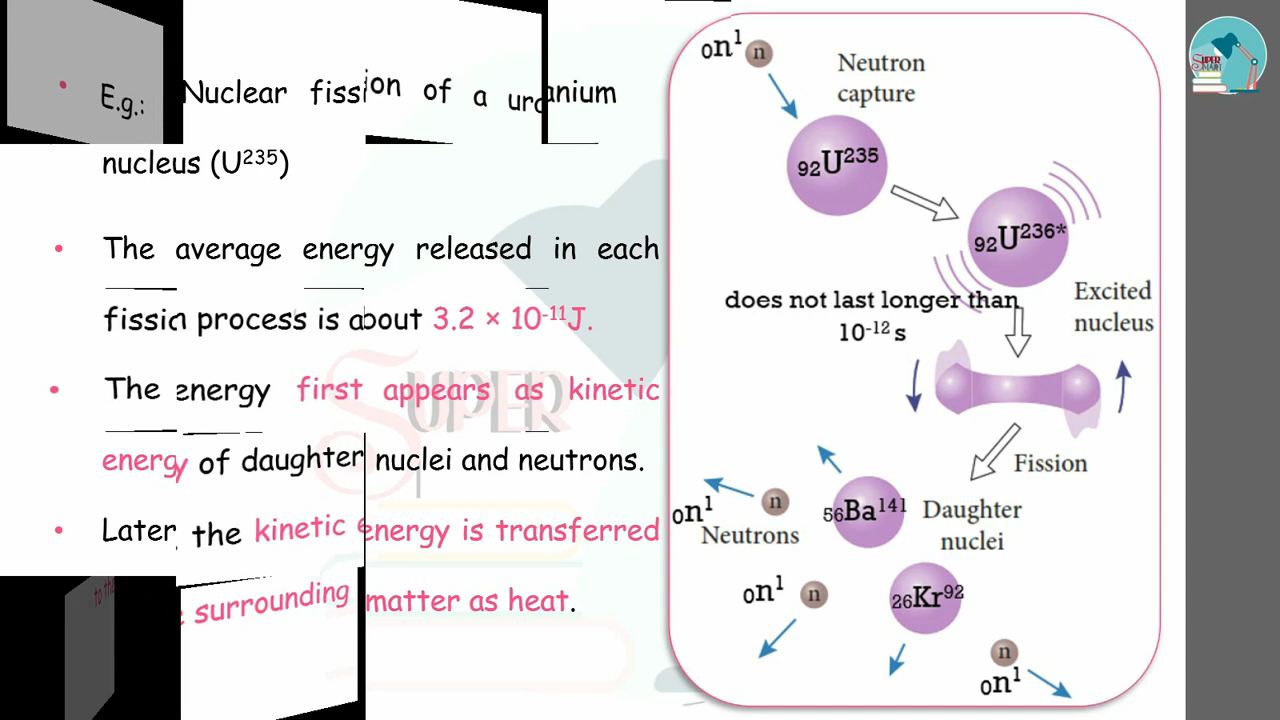 E.g.: Nuclear fission of a uranium
nucleus (U²³⁵)
The average energy released in each
fission process is about 3.2 × 10⁻¹¹J.
The energy first appears as kinetic
energy of daughter nuclei and neutrons.
Later, the kinetic energy is transferred
surrounding matter as heat.
₀n¹ n
Neutron
capture
₉₂U²³⁵
₉₂U²³⁶*
does not last longer than
10⁻¹² s
Excited
nucleus
Fission
₀n¹ n
Neutrons
₅₆Ba¹⁴¹
Daughter
nuclei
₀n¹ n
₂₆Kr⁹²
n
₀n¹
SUPER
SUPER